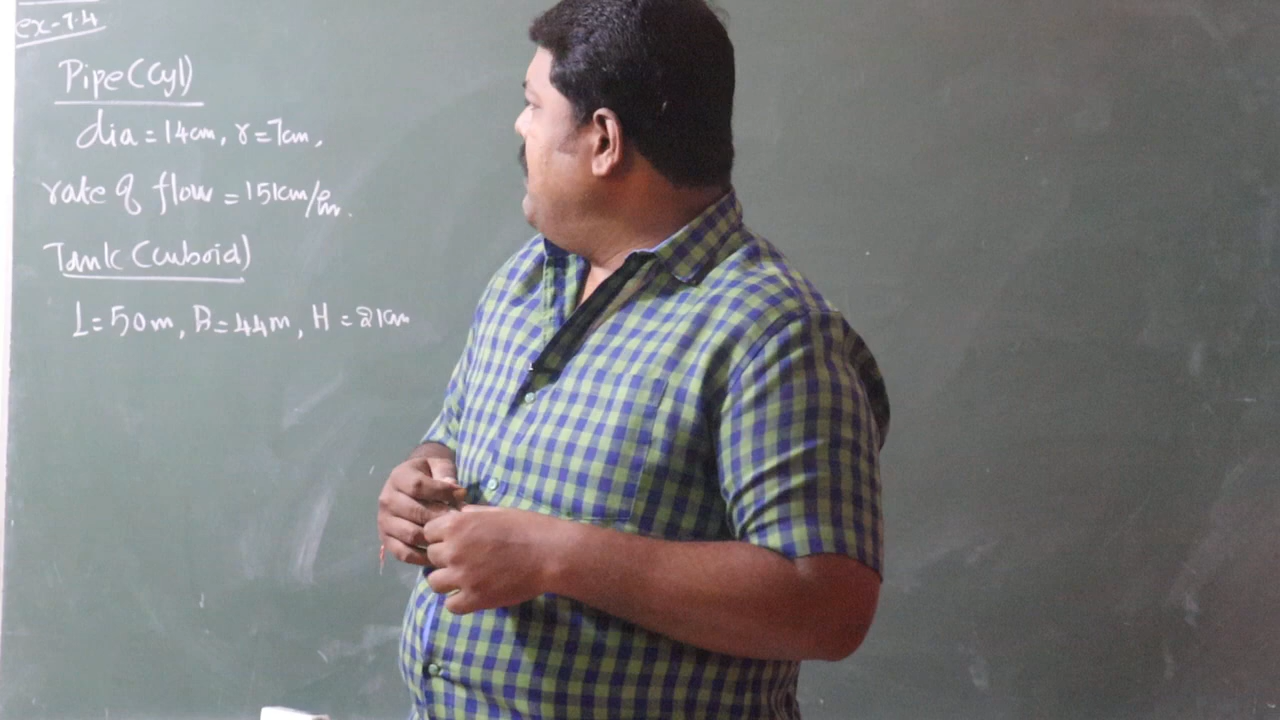 ex-7.4
Pipe (Cyl)
dia = 14cm, r = 7cm,
rate of flow = 15km/hr.
Tank (cuboid)
L = 50m, B = 44m, H = 21cm